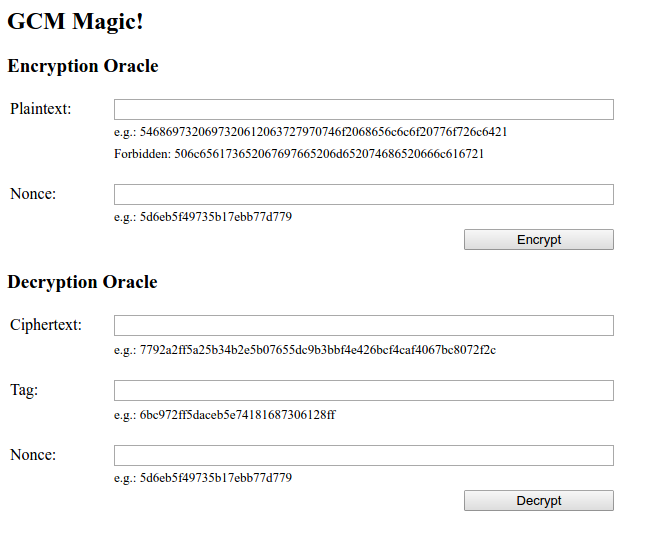 GCM Magic!
Encryption Oracle
Plaintext:
e.g.: 5468697320697320612063727970746f2068656c6c6f20776f726c6421
Forbidden: 506c656173652067697665206d652074686520666c616721
Nonce:
e.g.: 5d6eb5f49735b17ebb77d779
Encrypt
Decryption Oracle
Ciphertext:
e.g.: 7792a2ff5a25b34b2e5b07655dc9b3bbf4e426bcf4caf4067bc8072f2c
Tag:
e.g.: 6bc972ff5daceb5e74181687306128ff
Nonce:
e.g.: 5d6eb5f49735b17ebb77d779
Decrypt